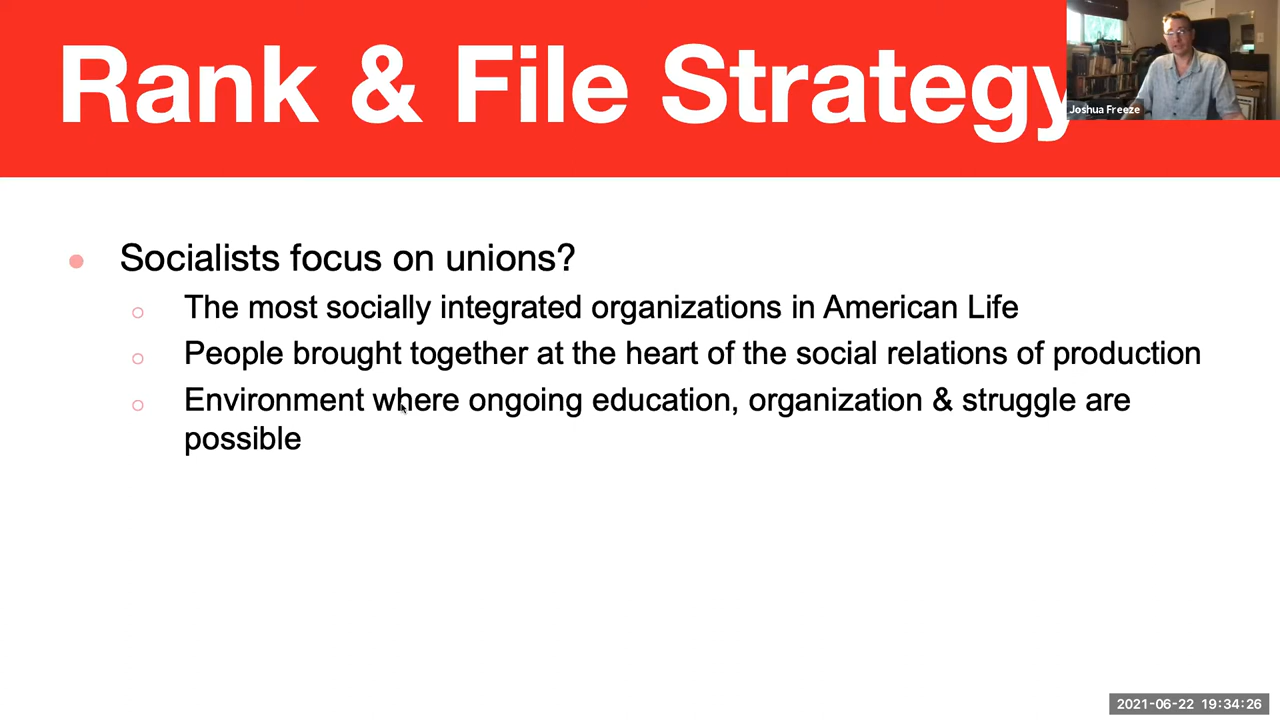 Rank & File Strategy
Joshua Freeze
Socialists focus on unions?
The most socially integrated organizations in American Life
People brought together at the heart of the social relations of production
Environment where ongoing education, organization & struggle are
possible
2021-06-22 19:34:26